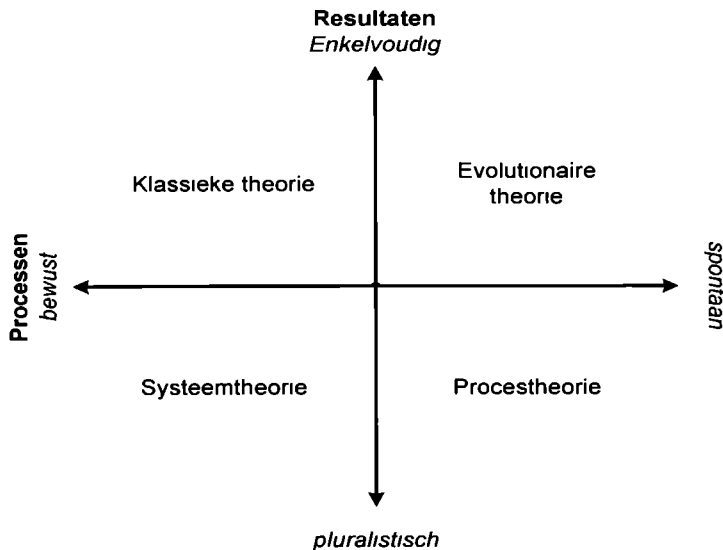 Resultaten
Enkelvoudig
Klassieke theorie
Evolutionaire
theorie
Processen
bewust
spontaan
Systeemtheorie
Procestheorie
pluralistisch